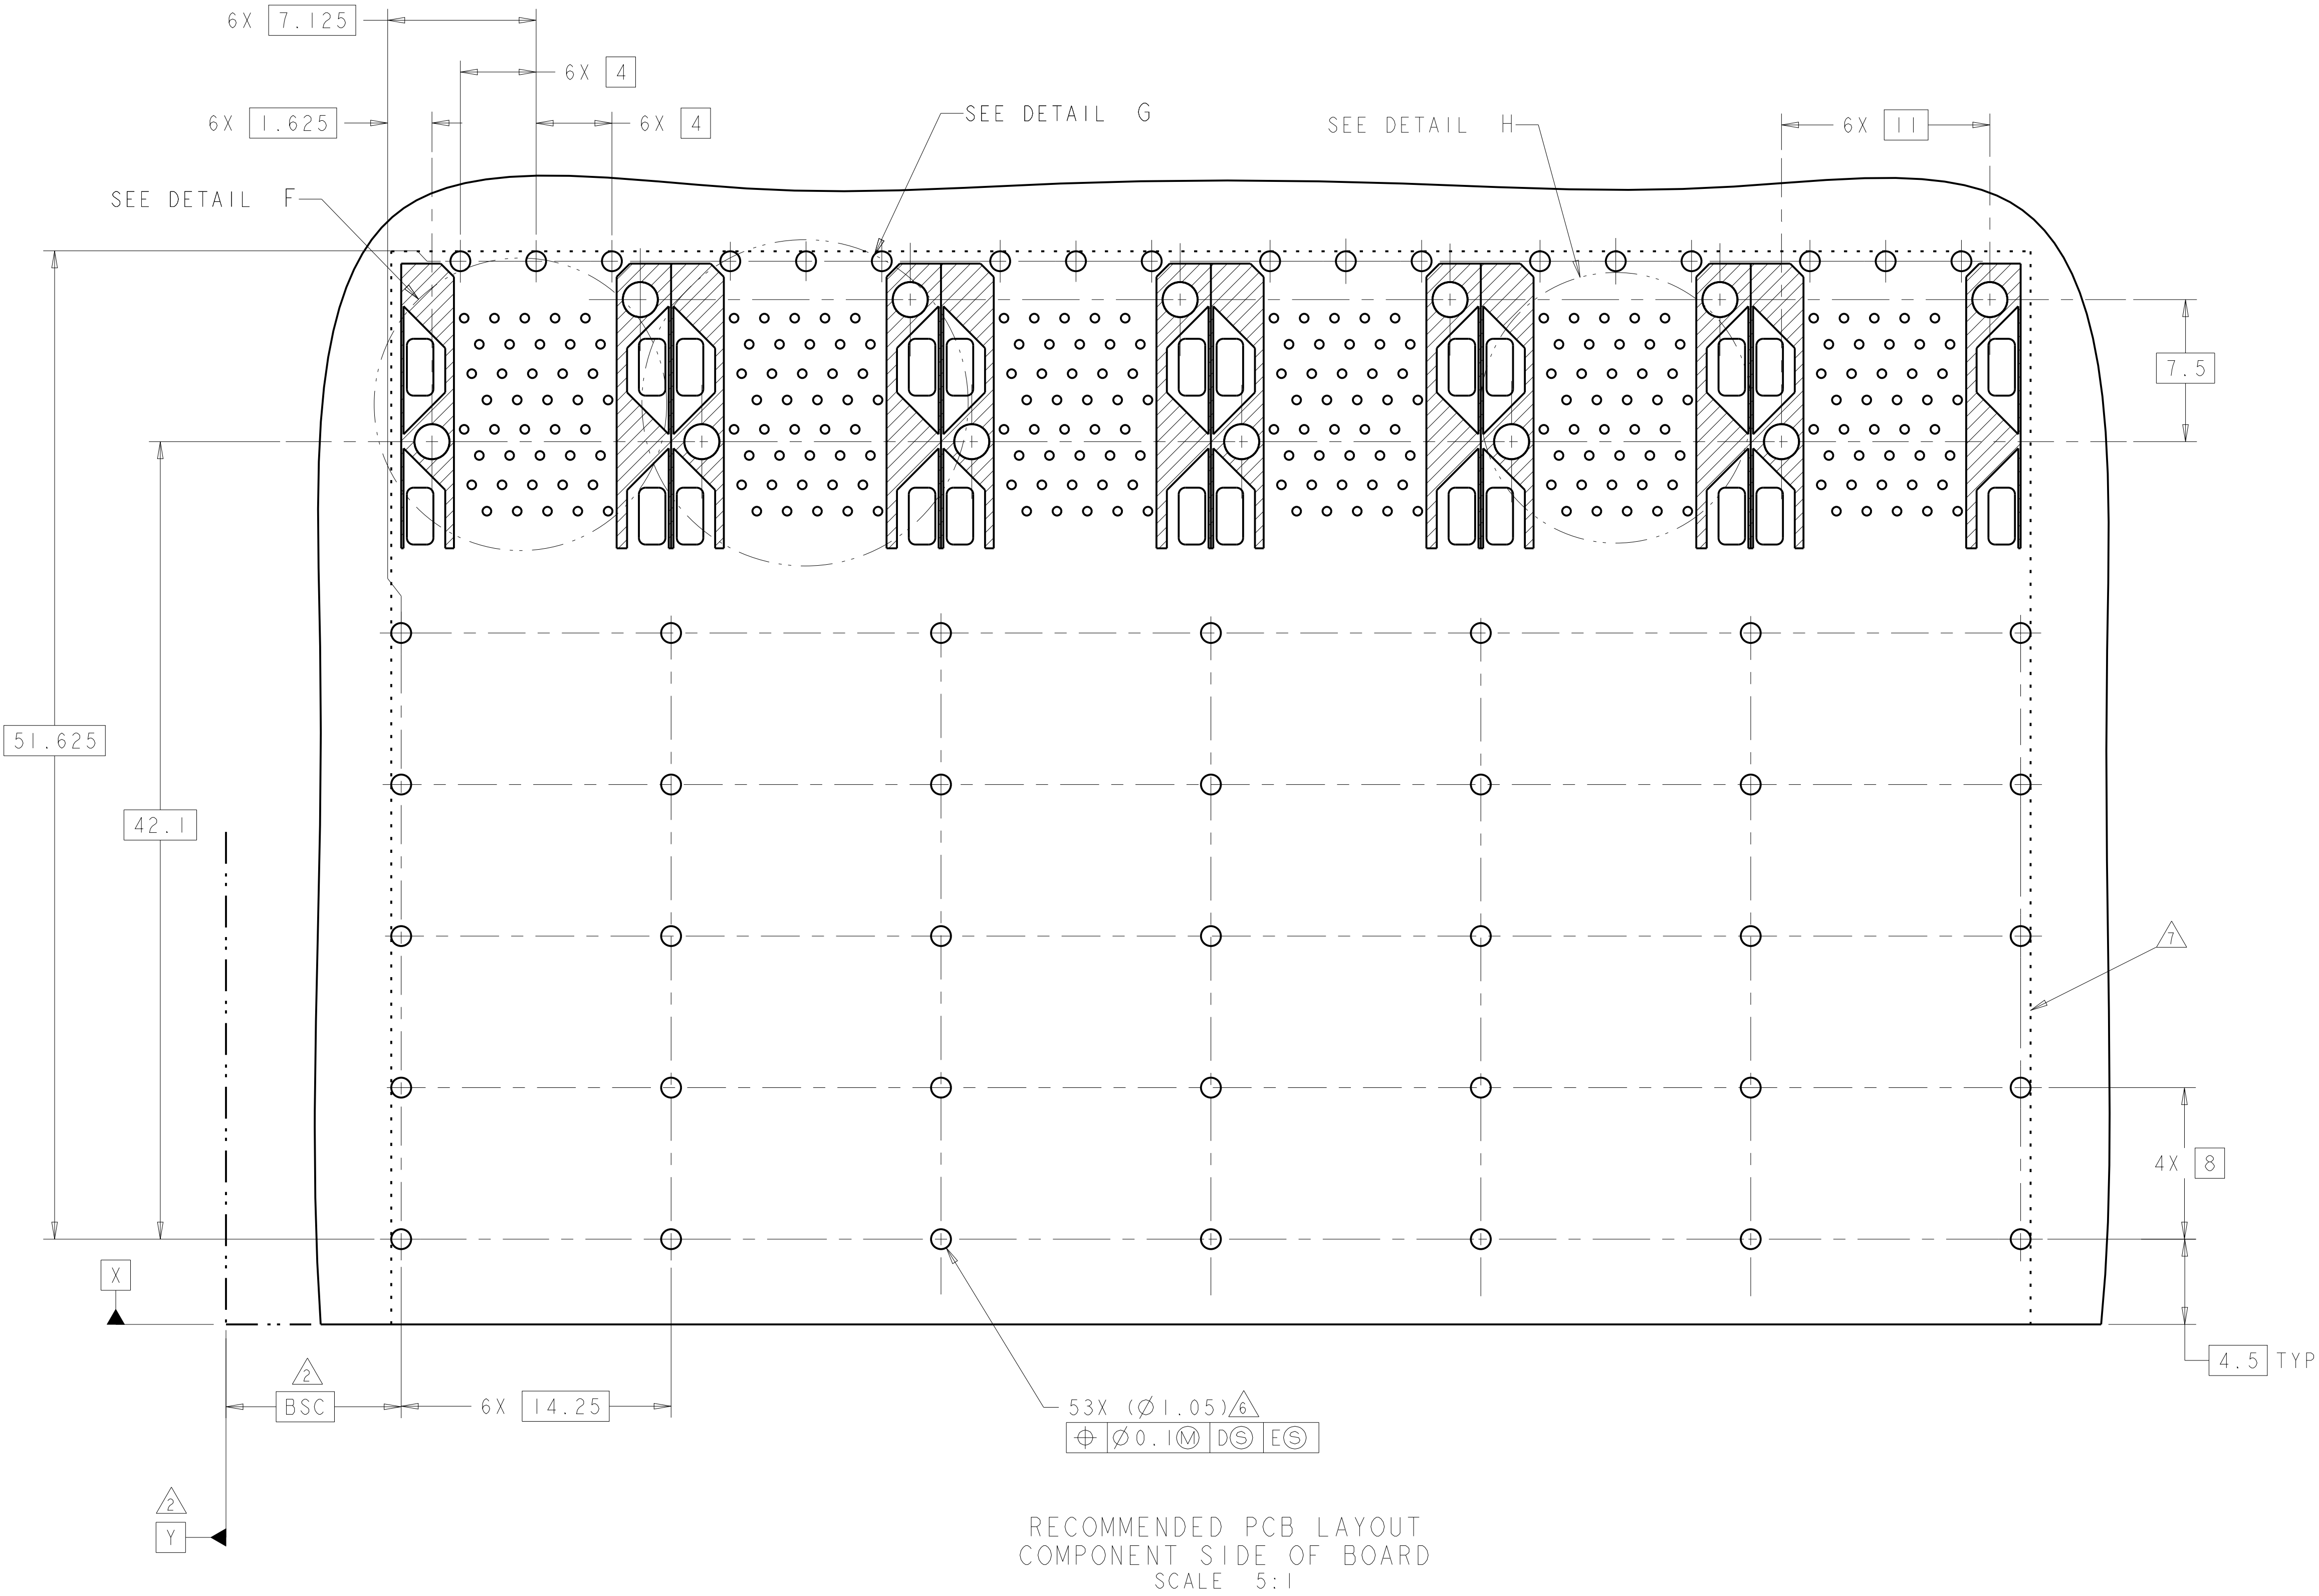 6X 7.125
6X 4
6X 1.625
6X 4
SEE DETAIL G
SEE DETAIL H
6X 11
SEE DETAIL F
7.5
51.625
42.1
7
4X 8
X
4.5 TYP
2
BSC
6X 14.25
53X (Ø1.05) 6
⌖ Ø0.1Ⓜ DⓈ EⓈ
2
Y
RECOMMENDED PCB LAYOUT
COMPONENT SIDE OF BOARD
SCALE 5:1